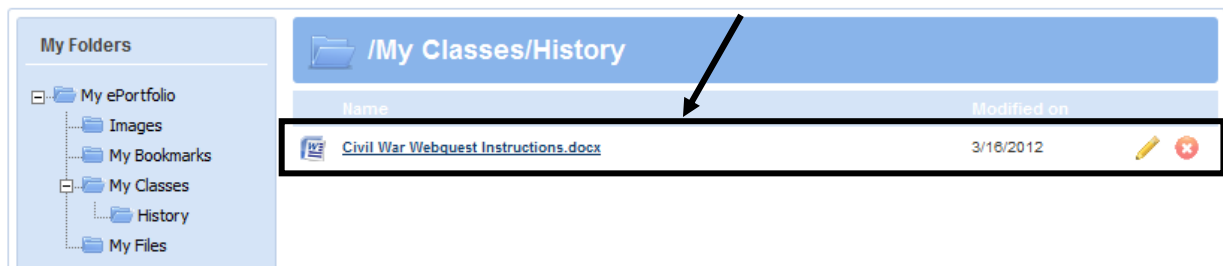 My Folders
My ePortfolio
Images
My Bookmarks
My Classes
History
My Files
/My Classes/History
Name Modified on
Civil War Webquest Instructions.docx 3/16/2012